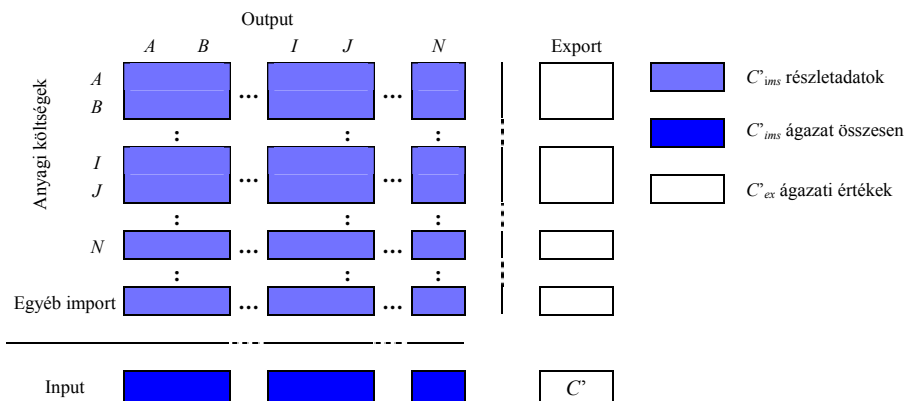 Output
A B I J N Export
Anyagi költségek
A
B
I
J
N
Egyéb import
Input
C'
C'ims részletadatok
C'ims ágazat összesen
C'ex ágazati értékek